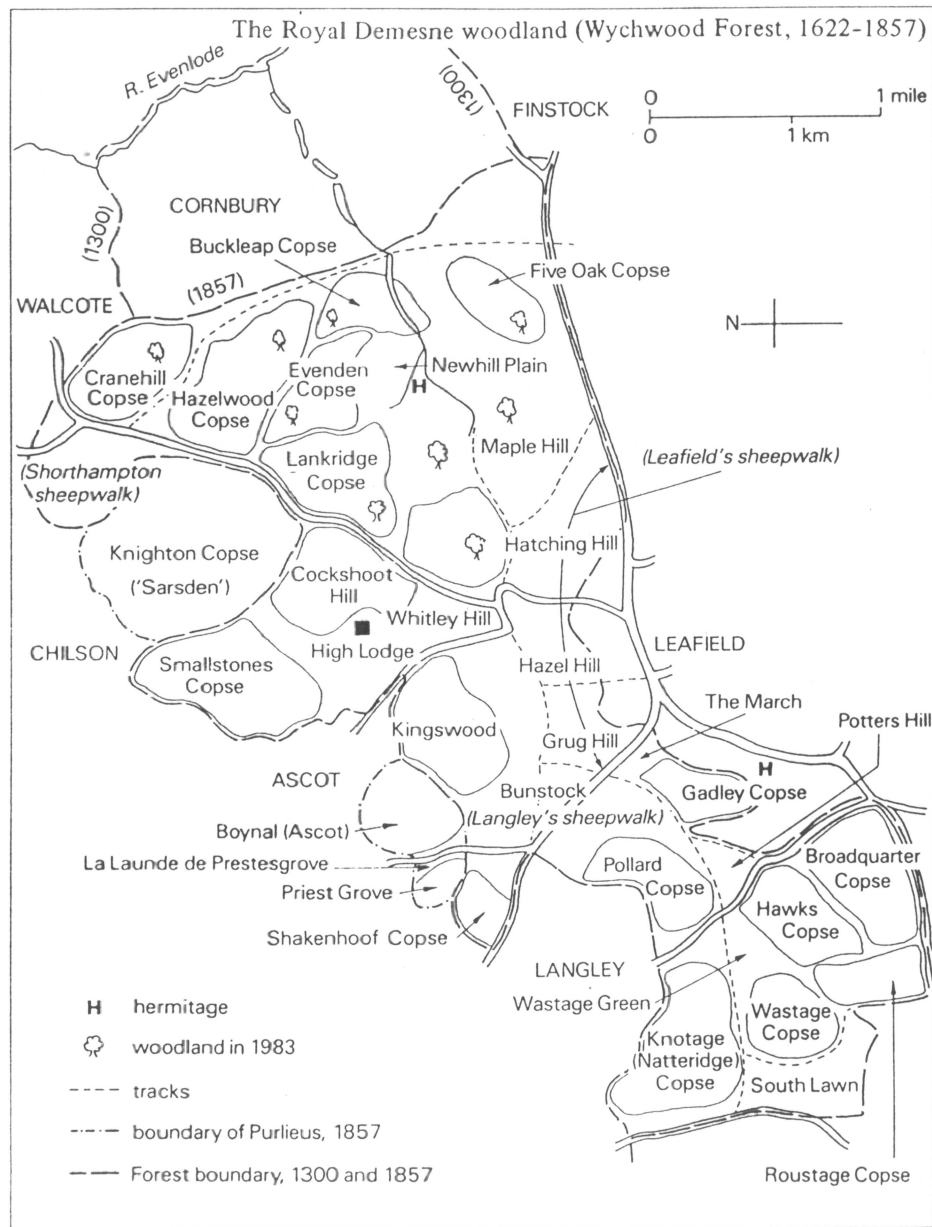 The Royal Demesne woodland (Wychwood Forest, 1622-1857)
R. Evenlode
(1300)
FINSTOCK
0
1 mile
0
1 km
CORNBURY
(1300)
Buckleap Copse
Five Oak Copse
(1857)
WALCOTE
N
Cranehill
Copse
Hazelwood
Copse
Evenden
Copse
Newhill Plain
H
Maple Hill
Lankridge
Copse
(Leafield's sheepwalk)
(Shorthampton
sheepwalk)
Knighton Copse
('Sarsden')
Hatching Hill
Cockshoot
Hill
Whitley Hill
High Lodge
CHILSON
LEAFIELD
Smallstones
Copse
Hazel Hill
The March
Potters Hill
Kingswood
Grug Hill
H
Gadley Copse
ASCOT
Bunstock
(Langley's sheepwalk)
Boynal (Ascot)
La Launde de Prestesgrove
Priest Grove
Pollard
Copse
Broadquarter
Copse
Hawks
Copse
Shakenhoof Copse
LANGLEY
Wastage Green
Wastage
Copse
Knotage
(Natteridge)
Copse
South Lawn
Roustage Copse
H hermitage
woodland in 1983
tracks
boundary of Purlieus, 1857
Forest boundary, 1300 and 1857